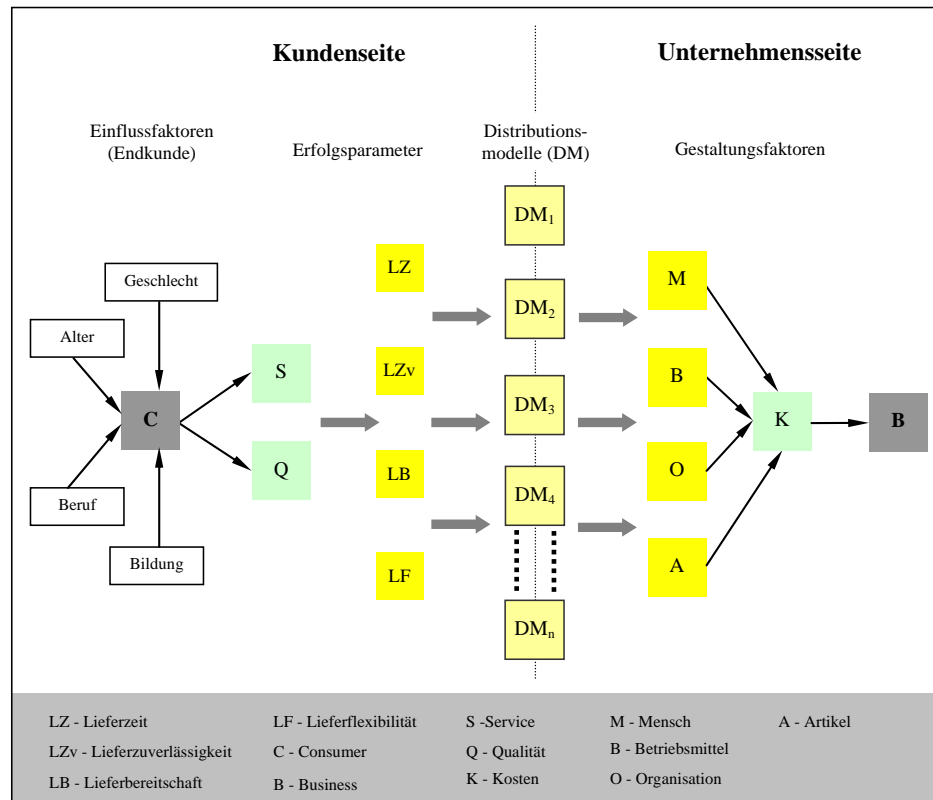 Kundenseite
Unternehmensseite
Einflussfaktoren
(Endkunde)
Erfolgsparameter
Distributions-
modelle (DM)
Gestaltungsfaktoren
DM1
Geschlecht
LZ
M
DM2
Alter
S
LZv
B
DM3
C
K
B
Q
LB
O
DM4
Beruf
Bildung
LF
A
DMn
LZ - Lieferzeit
LZv - Lieferzuverlässigkeit
LB - Lieferbereitschaft
LF - Lieferflexibilität
C - Consumer
B - Business
S -Service
Q - Qualität
K - Kosten
M - Mensch
B - Betriebsmittel
O - Organisation
A - Artikel